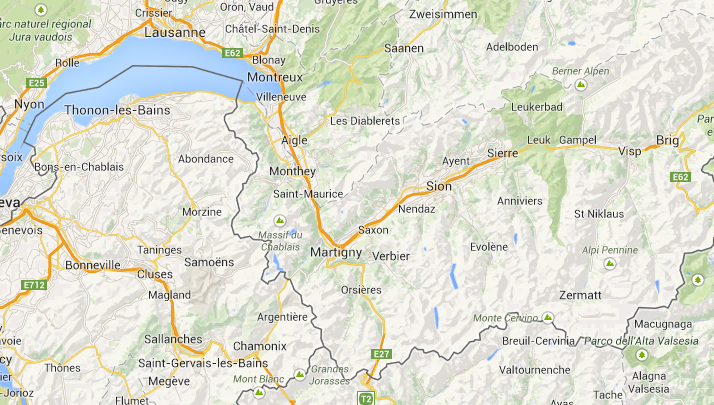 Crissier
Orón, Vaud
Gruyères
Zweisimmen
Parc naturel regional
Jura vaudois
Lausanne
Châtel-Saint-Denis
Saanen
Adelboden
E62
Rolle
Blonay
Montreux
Berner Alpen
E25
Nyon
Villeneuve
Thonon-les-Bains
Leukerbad
Les Diablerets
Aigle
Leuk
Gampel
Brig
Visp
Sierre
Ayent
Bons-en-Chablais
Abondance
Monthey
E62
Sion
Saint-Maurice
Anniviers
Nendaz
St Niklaus
Morzine
Saxon
Massif du
Chablais
Martigny
Verbier
Evolène
Alpi Pennine
Taninges
Samoëns
Bonneville
Cluses
E712
Magland
Orsières
Zermatt
Argentière
Monte Cervino
Macugnaga
Sallanches
Chamonix
Breuil-Cervinia
Parco dell'Alta Valsesia
E27
Saint-Gervais-les-Bains
Thônes
Megève
Grandes
Jorasses
Mont Blanc
Valtournenche
Alagna
Valsesia
Tache
T2
Flumet